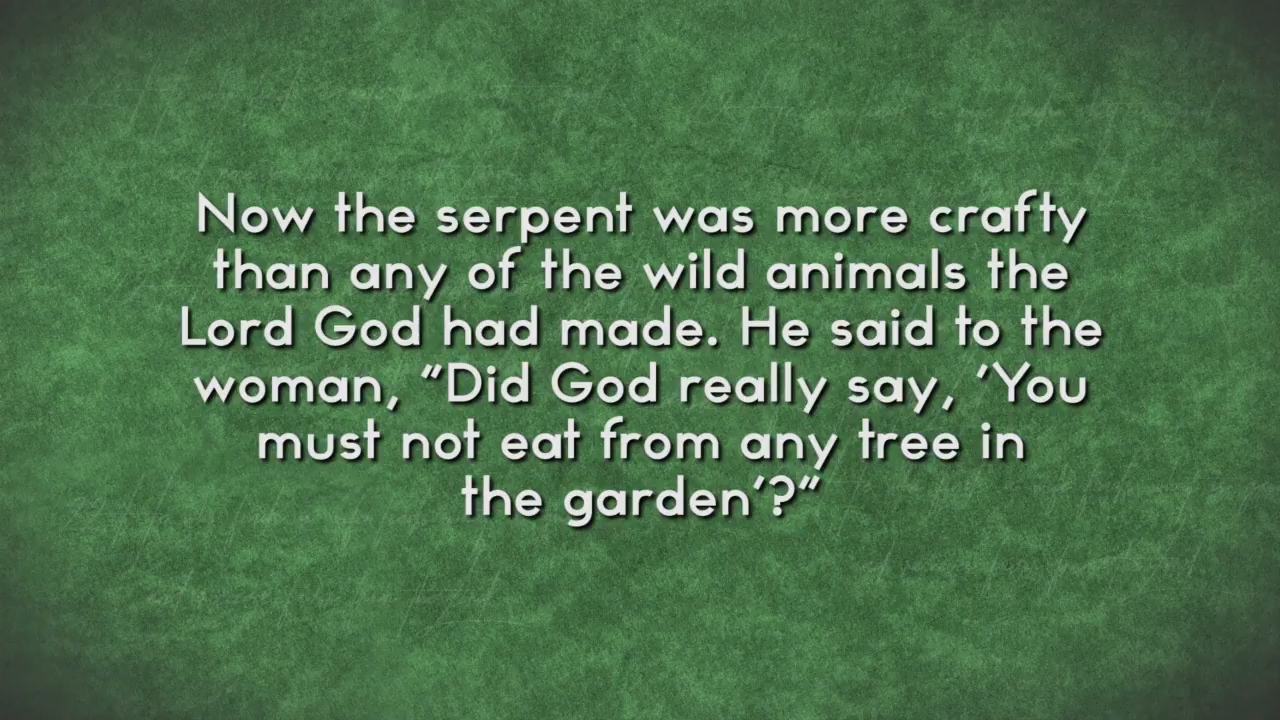 Now the serpent was more crafty
than any of the wild animals the
Lord God had made. He said to the
woman, “Did God really say, ‘You
must not eat from any tree in
the garden’?”